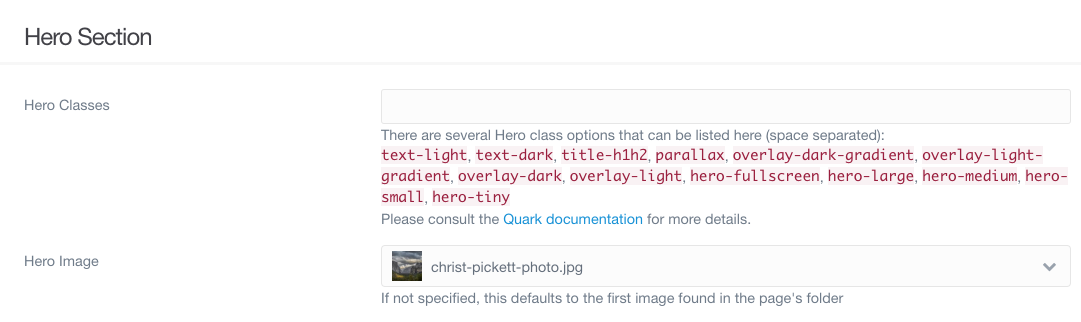 Hero Section
Hero Classes
There are several Hero class options that can be listed here (space separated):
text-light, text-dark, title-h1h2, parallax, overlay-dark-gradient, overlay-light-
gradient, overlay-dark, overlay-light, hero-fullscreen, hero-large, hero-medium, hero-
small, hero-tiny
Please consult the Quark documentation for more details.
Hero Image
christ-pickett-photo.jpg
If not specified, this defaults to the first image found in the page's folder